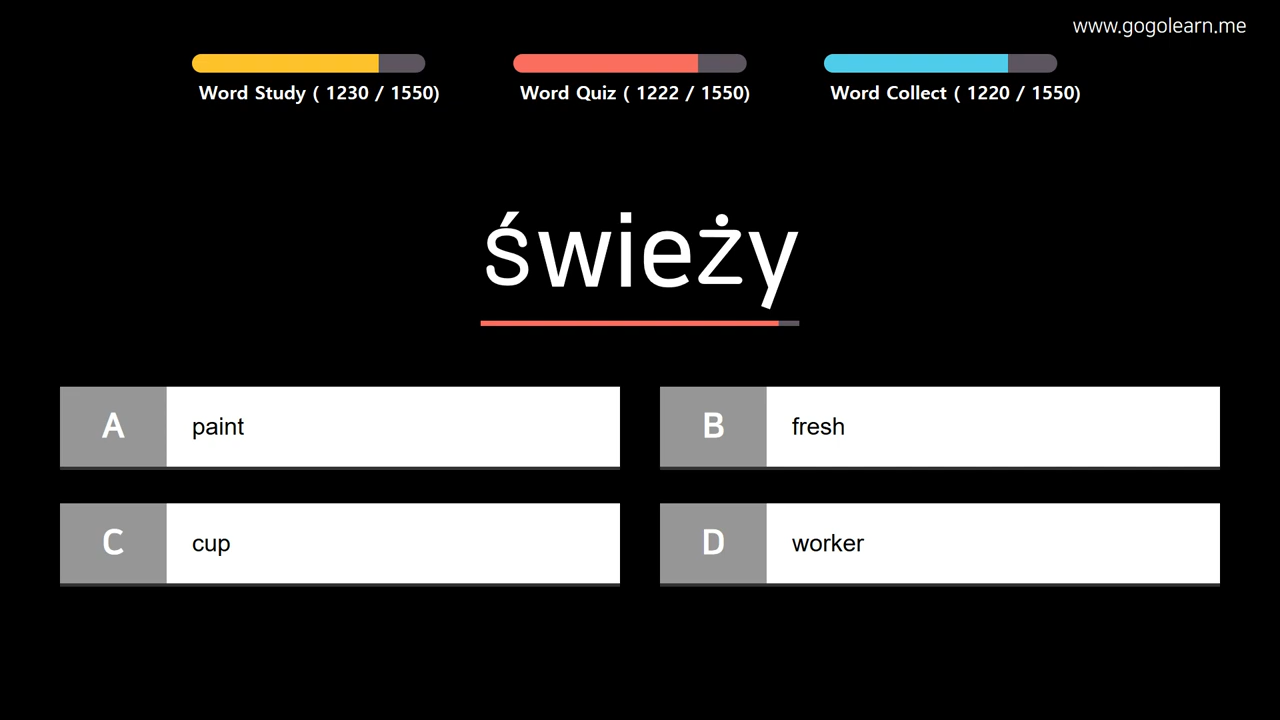 www.gogolearn.me
Word Study ( 1230 / 1550)
Word Quiz ( 1222 / 1550)
Word Collect ( 1220 / 1550)
świeży
A paint
B fresh
C cup
D worker